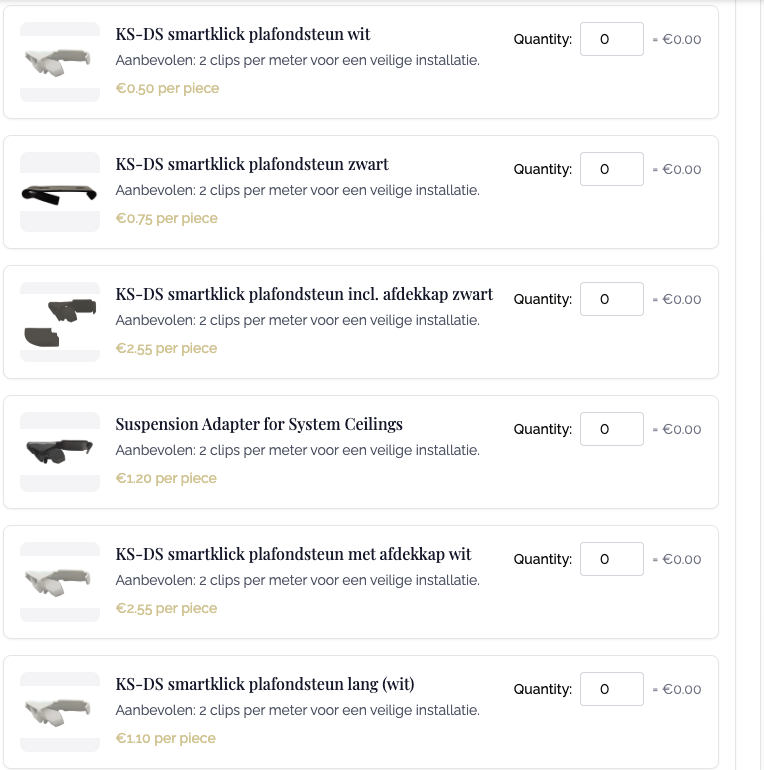 KS-DS smartklick plafondsteun wit
Quantity: 0 = €0.00
Aanbevolen: 2 clips per meter voor een veilige installatie.
€0.50 per piece
KS-DS smartklick plafondsteun zwart
Quantity: 0 = €0.00
Aanbevolen: 2 clips per meter voor een veilige installatie.
€0.75 per piece
KS-DS smartklick plafondsteun incl. afdekkap zwart
Quantity: 0 = €0.00
Aanbevolen: 2 clips per meter voor een veilige installatie.
€2.55 per piece
Suspension Adapter for System Ceilings
Quantity: 0 = €0.00
Aanbevolen: 2 clips per meter voor een veilige installatie.
€1.20 per piece
KS-DS smartklick plafondsteun met afdekkap wit
Quantity: 0 = €0.00
Aanbevolen: 2 clips per meter voor een veilige installatie.
€2.55 per piece
KS-DS smartklick plafondsteun lang (wit)
Quantity: 0 = €0.00
Aanbevolen: 2 clips per meter voor een veilige installatie.
€1.10 per piece